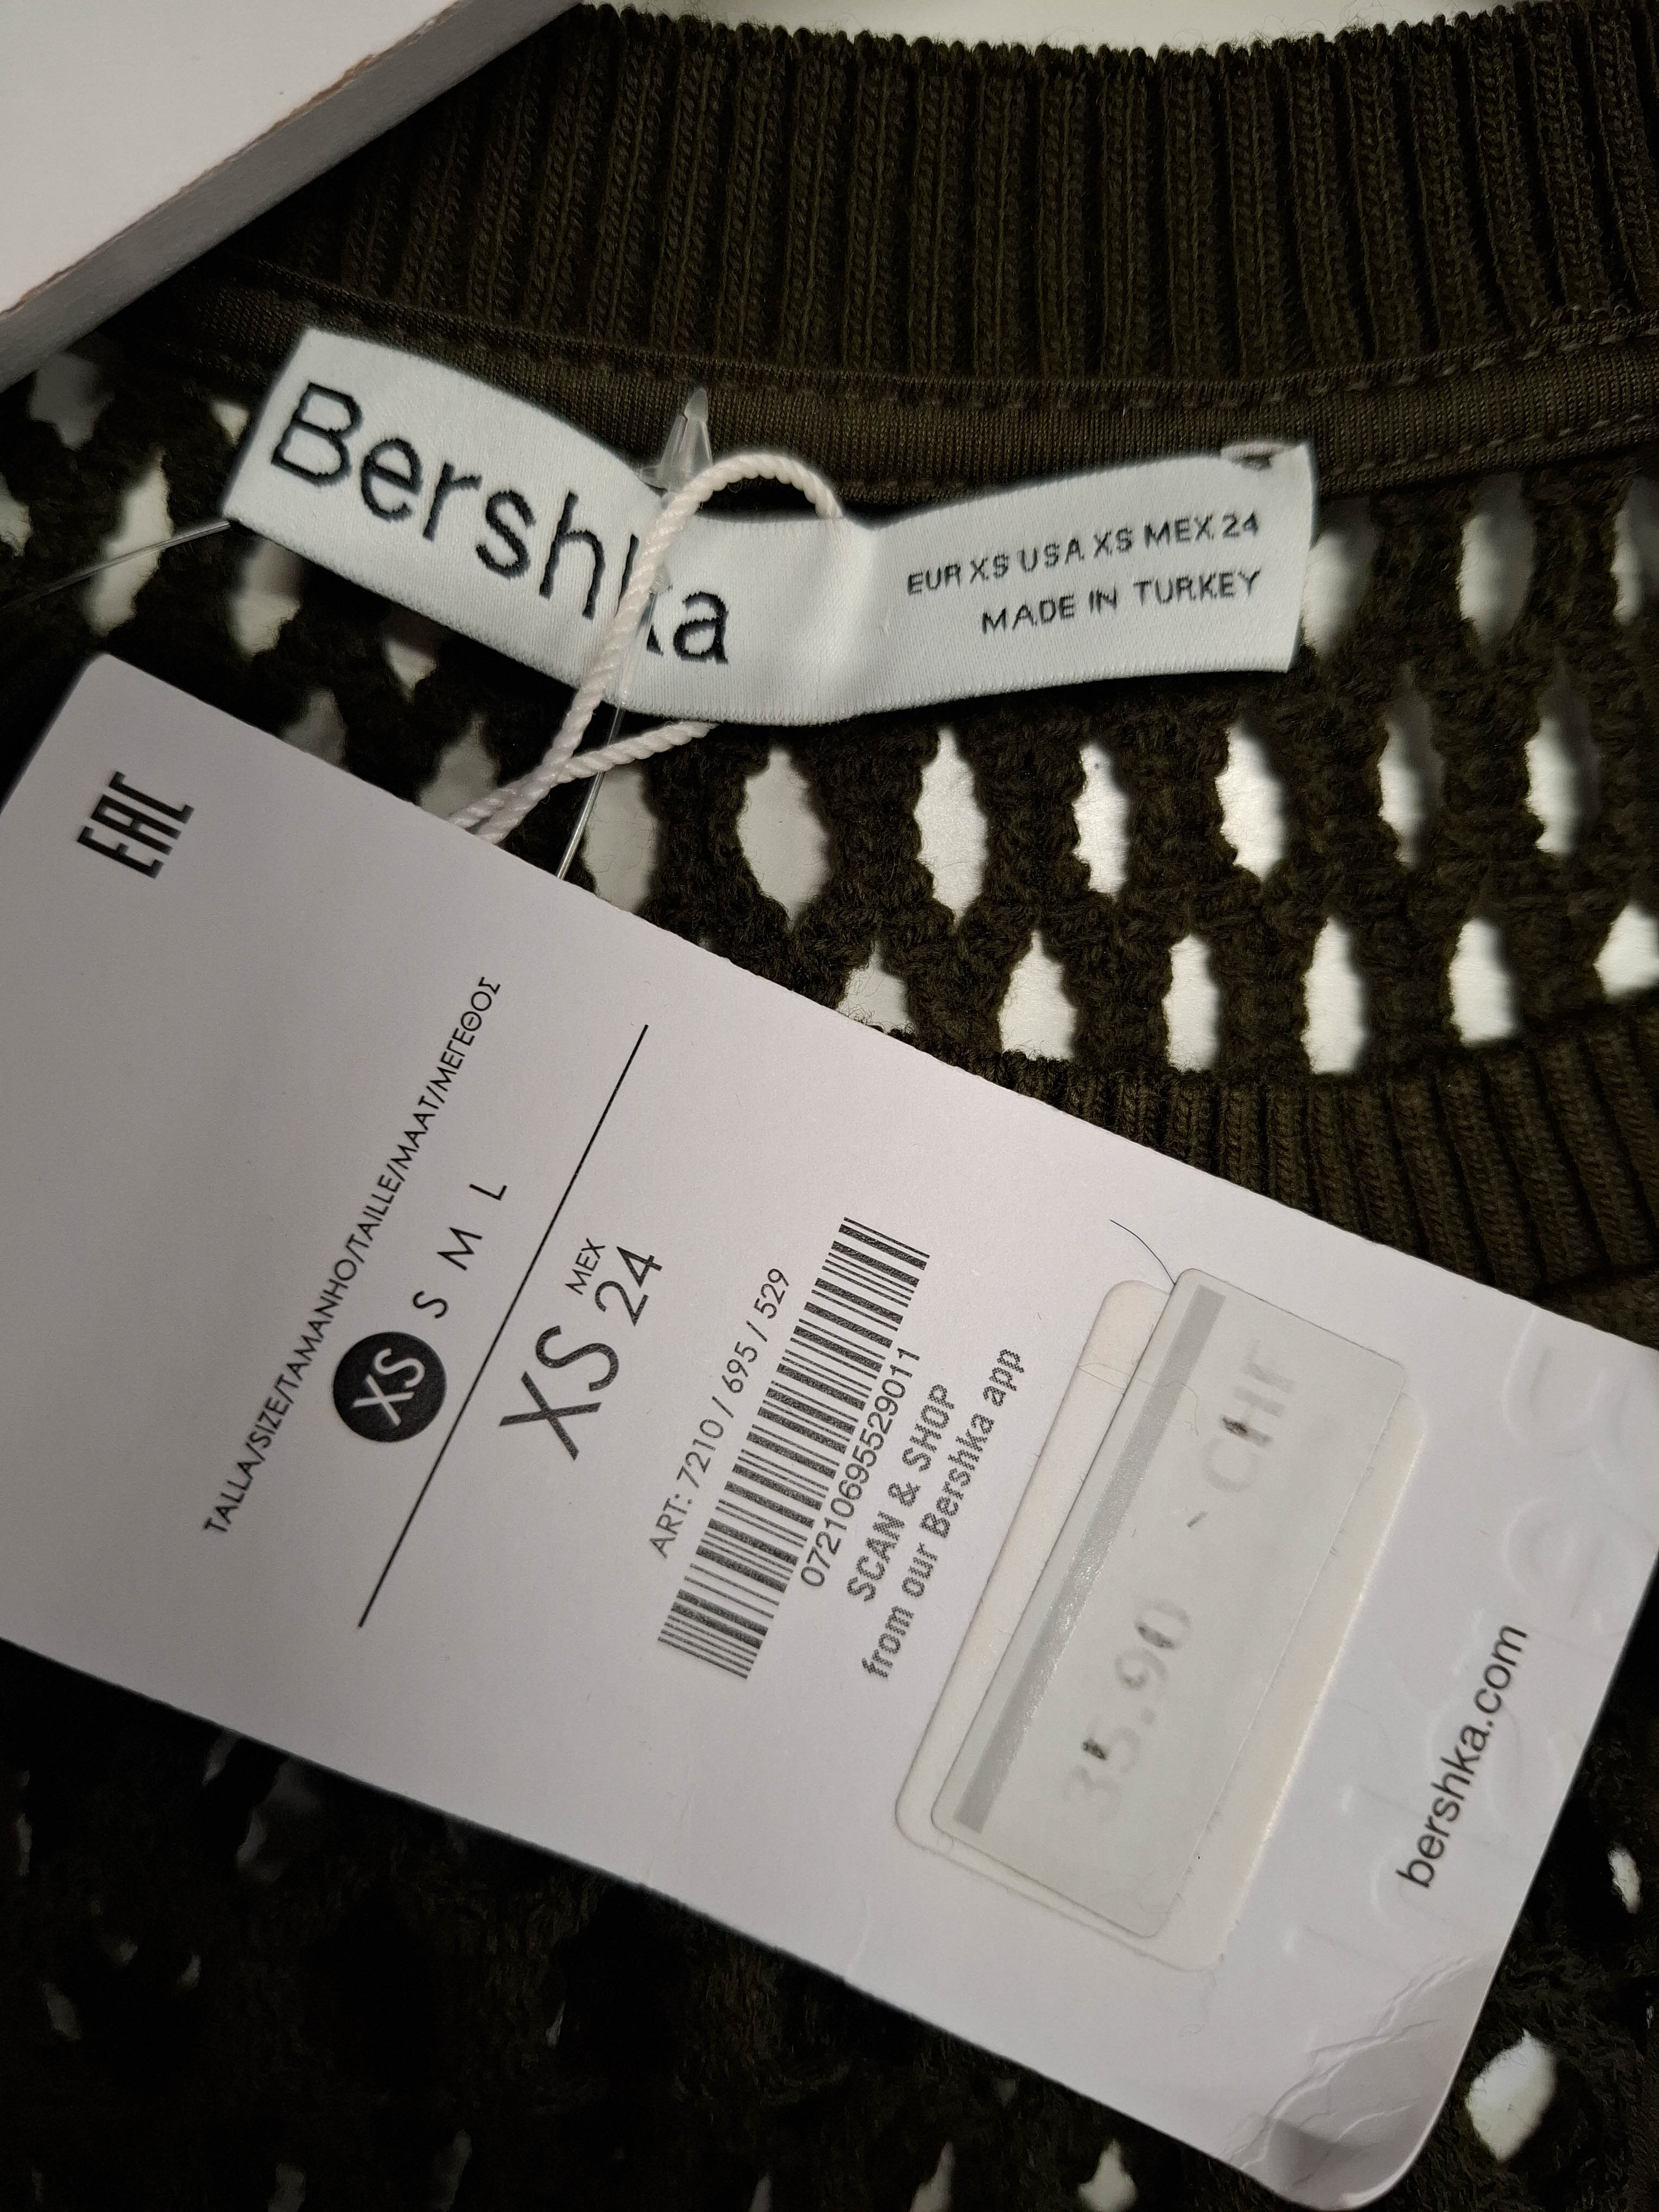 Bershka
EUR XS USA XS MEX 24
MADE IN TURKEY
EAC
TALLA/SIZE/TAMANHO/TAILLE/MAAT/ΜΕΓΕΘΟΣ
XS S M L
XS MEX 24
ART: 7210 / 695 / 529
07210695529011
SCAN & SHOP
from our Bershka app
35.90 - CHF
bershka.com